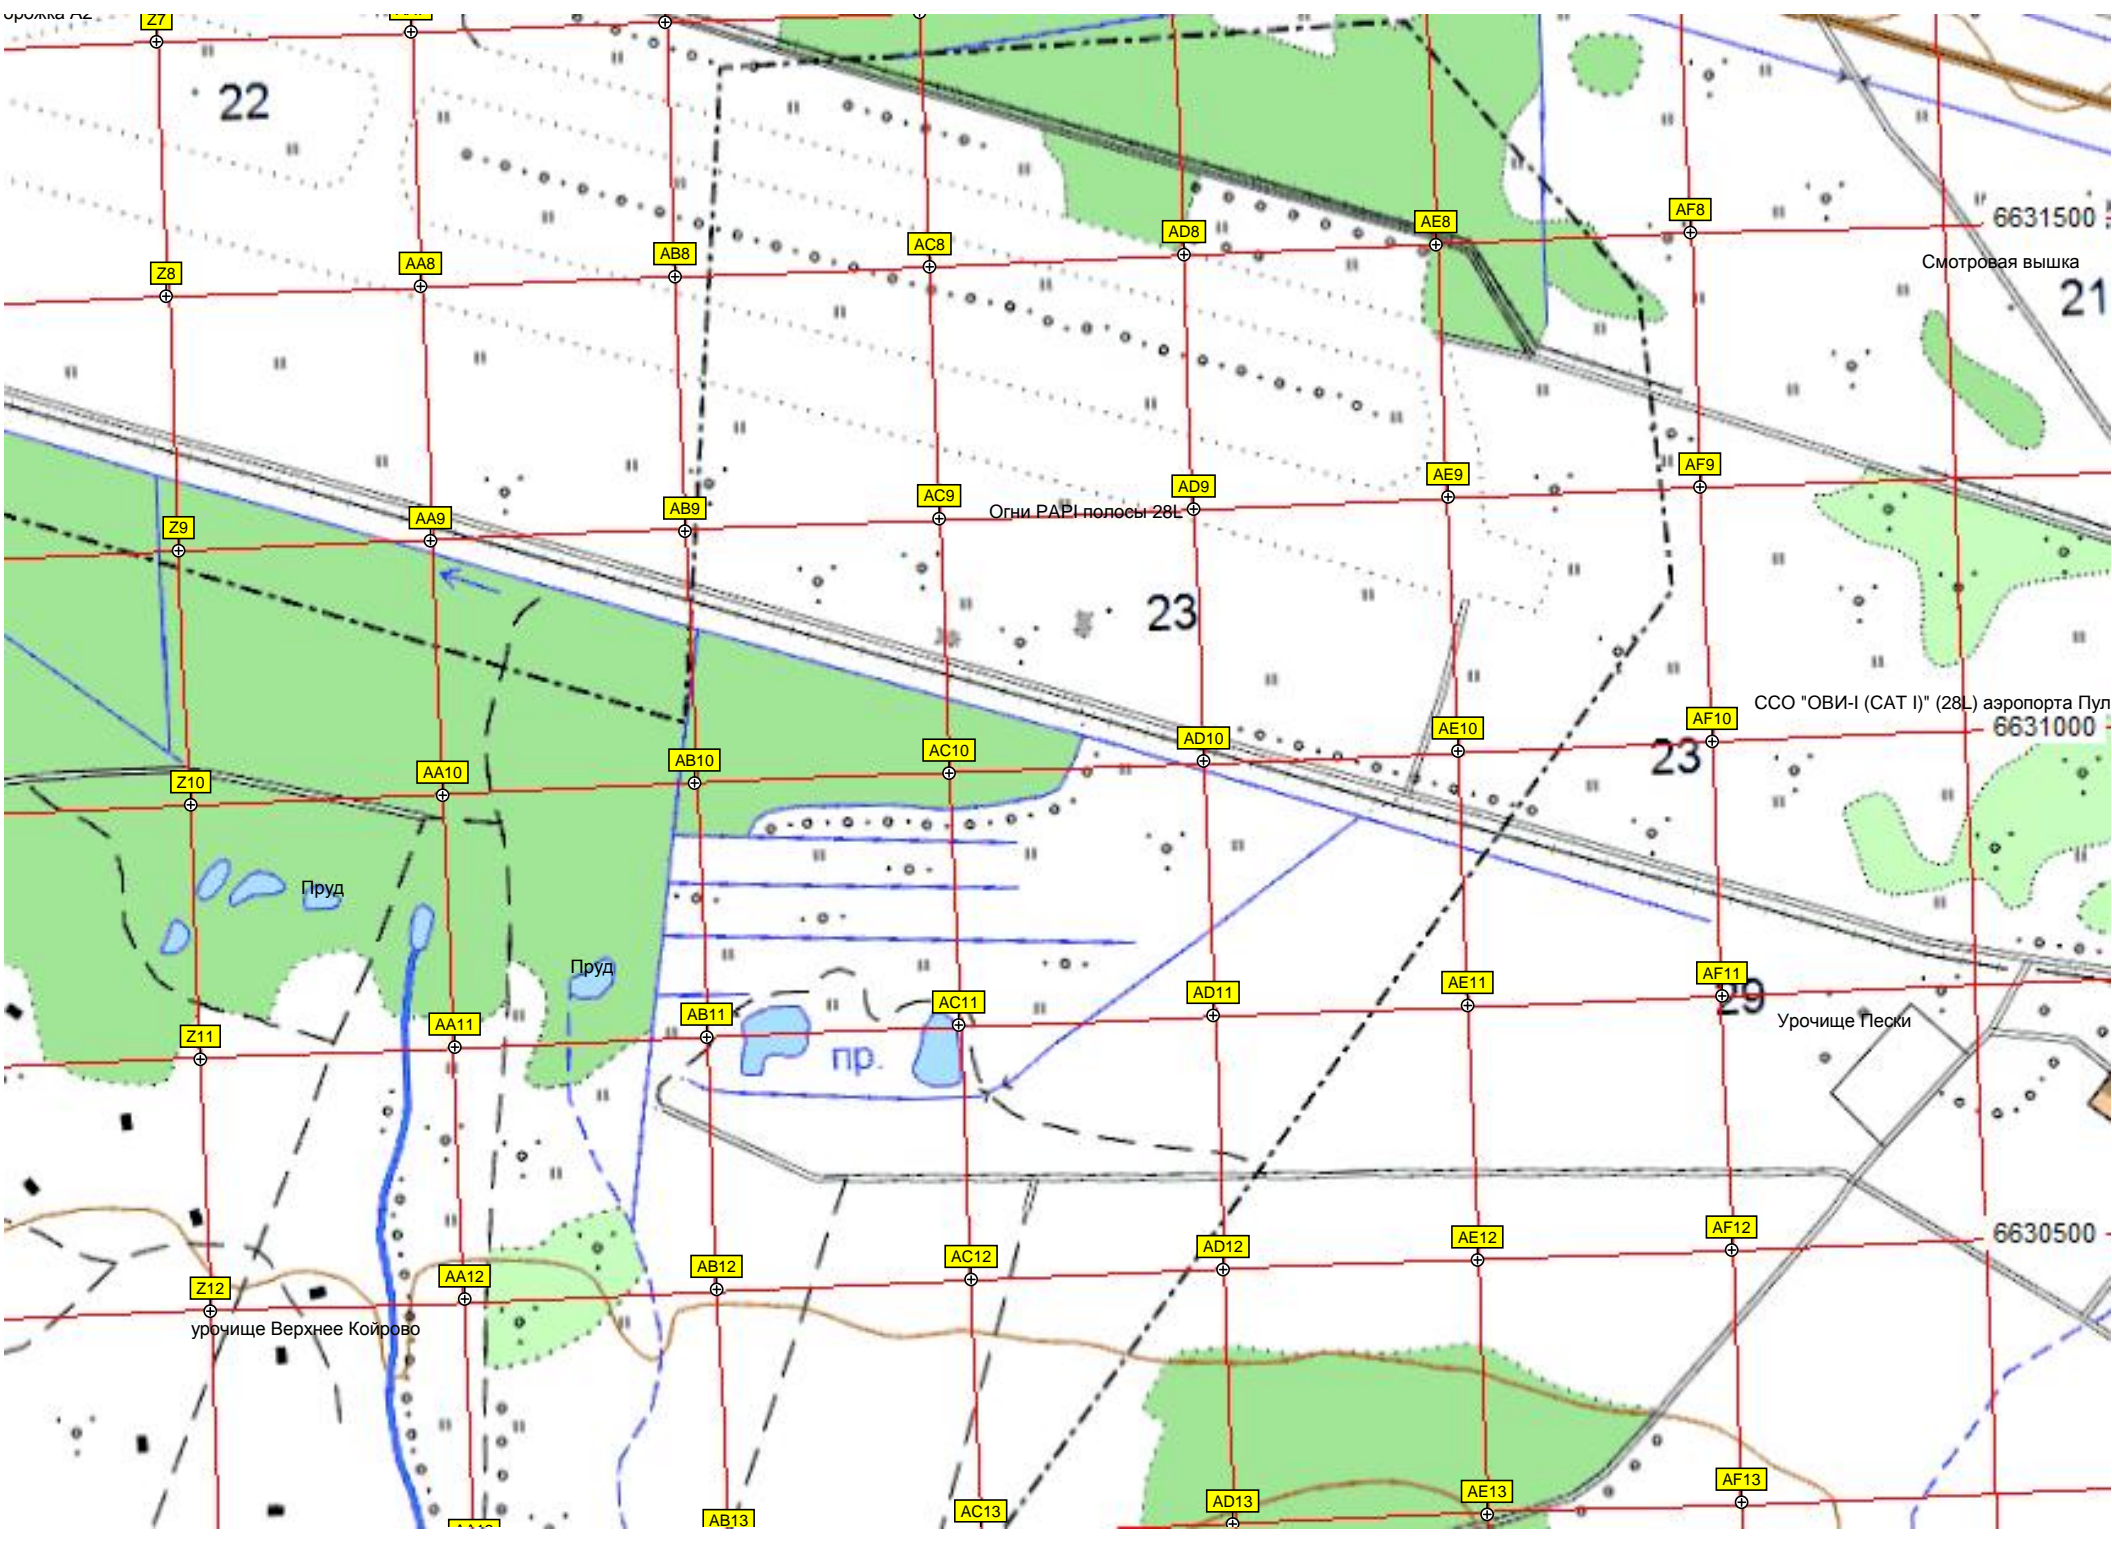 Z7
22
AE8
AF8
6631500
AD8
AC8
AB8
AA8
Z8
Смотровая вышка
21
AF9
AE9
AD9
AC9
Огни PAPI полосы 28L
AB9
AA9
Z9
23
ССО "ОВИ-I (CAT I)" (28L) аэропорта Пул
AF10
6631000
AE10
AD10
23
AC10
AB10
AA10
Z10
Пруд
Пруд
AF11
AE11
AD11
29
AC11
AB11
Урочище Пески
AA11
Z11
пр.
AF12
6630500
AE12
AD12
AC12
AB12
AA12
Z12
урочище Верхнее Койрово
AF13
AE13
AD13
AC13
AB13